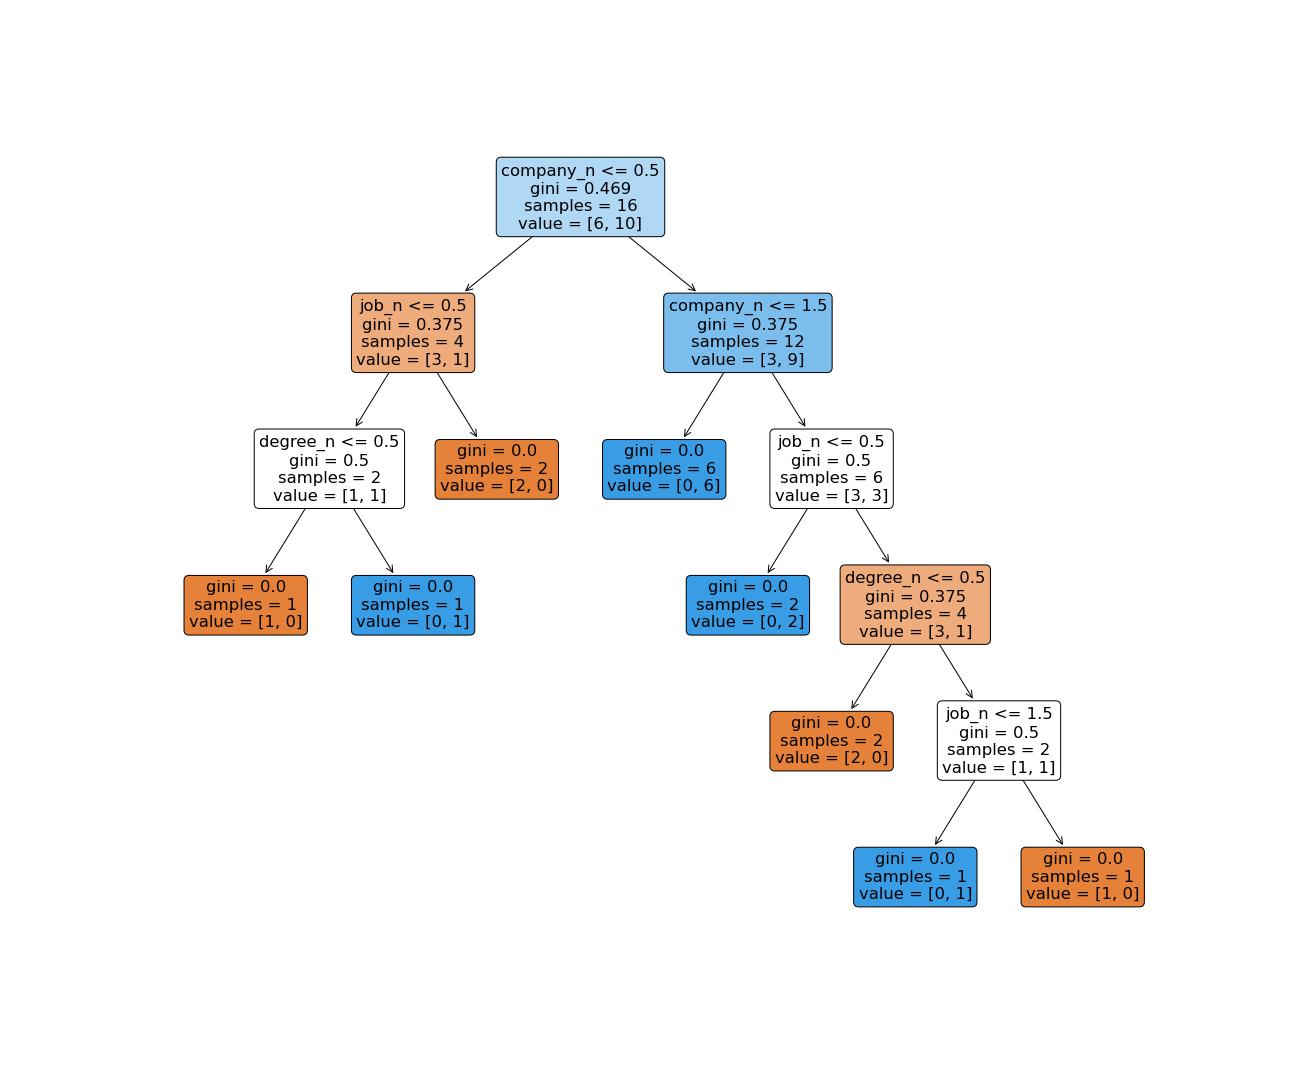 company_n <= 0.5
gini = 0.469
samples = 16
value = [6, 10]
job_n <= 0.5
gini = 0.375
samples = 4
value = [3, 1]
company_n <= 1.5
gini = 0.375
samples = 12
value = [3, 9]
degree_n <= 0.5
gini = 0.5
samples = 2
value = [1, 1]
gini = 0.0
samples = 2
value = [2, 0]
gini = 0.0
samples = 6
value = [0, 6]
job_n <= 0.5
gini = 0.5
samples = 6
value = [3, 3]
gini = 0.0
samples = 1
value = [1, 0]
gini = 0.0
samples = 1
value = [0, 1]
gini = 0.0
samples = 2
value = [0, 2]
degree_n <= 0.5
gini = 0.375
samples = 4
value = [3, 1]
gini = 0.0
samples = 2
value = [2, 0]
job_n <= 1.5
gini = 0.5
samples = 2
value = [1, 1]
gini = 0.0
samples = 1
value = [0, 1]
gini = 0.0
samples = 1
value = [1, 0]